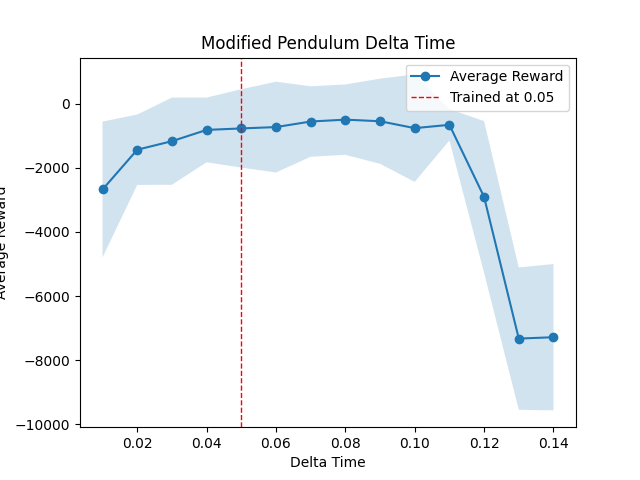 Modified Pendulum Delta Time
Average Reward
Trained at 0.05
0
−2000
−4000
−6000
−8000
−10000
Average Reward
0.02 0.04 0.06 0.08 0.10 0.12 0.14
Delta Time